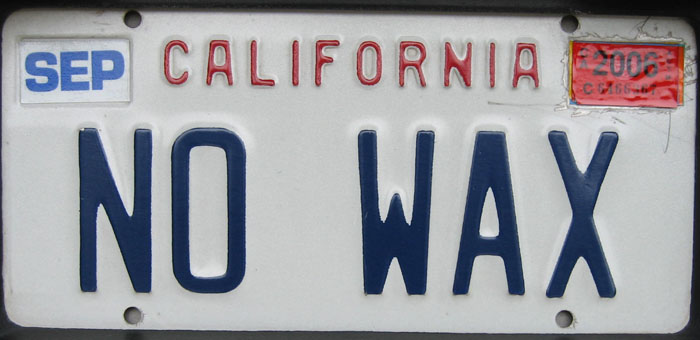 SEP CALIFORNIA 2006
NO WAX